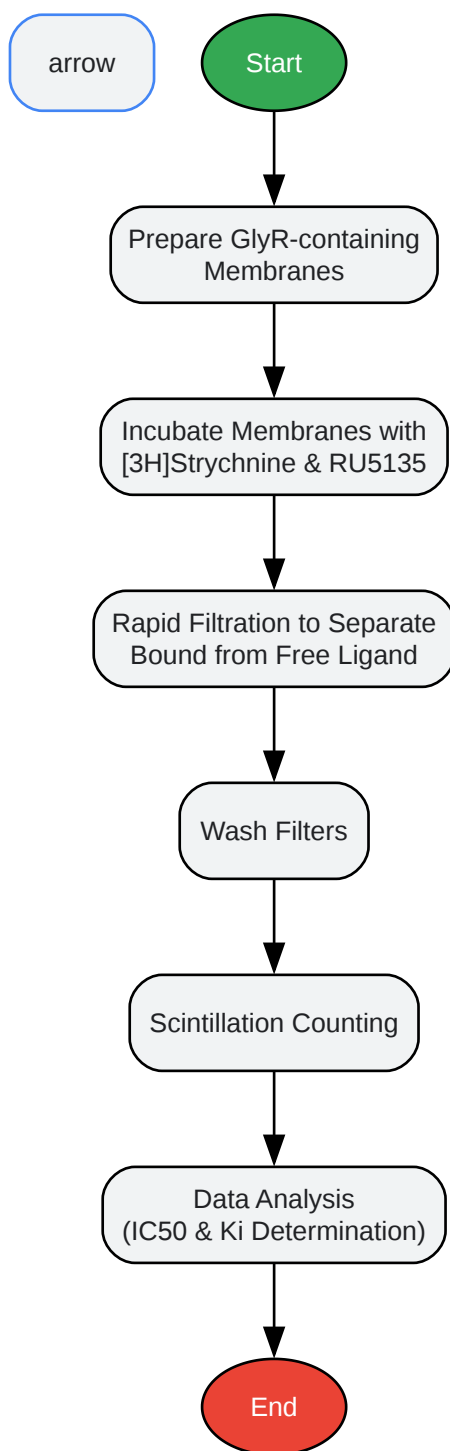 arrow
Start
Prepare GlyR-containing
Membranes
Incubate Membranes with
[3H]Strychnine & RU5135
Rapid Filtration to Separate
Bound from Free Ligand
Wash Filters
Scintillation Counting
Data Analysis
(IC50 & Ki Determination)
End